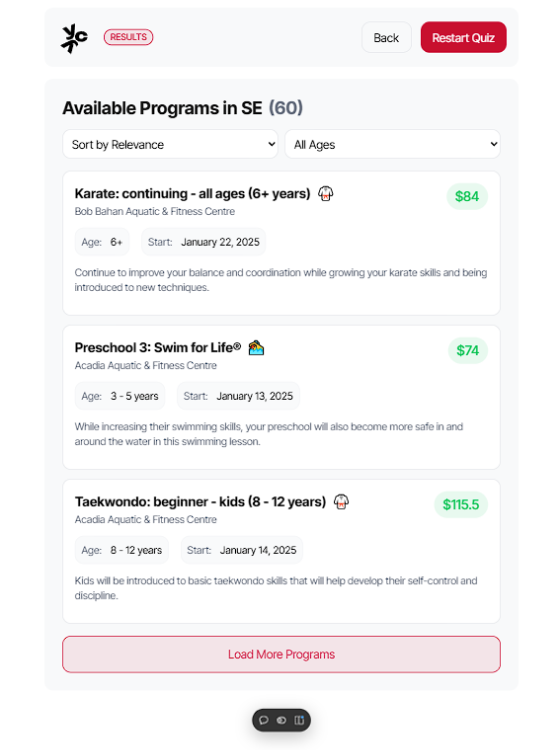 YYC
RESULTS
Back
Restart Quiz
Available Programs in SE (60)
Sort by Relevance
All Ages
Karate: continuing - all ages (6+ years)
$84
Bob Bahan Aquatic & Fitness Centre
Age: 6+
Start: January 22, 2025
Continue to improve your balance and coordination while growing your karate skills and being
introduced to new techniques.
Preschool 3: Swim for Life®
$74
Acadia Aquatic & Fitness Centre
Age: 3 - 5 years
Start: January 13, 2025
While increasing their swimming skills, your preschool will also become more safe in and
around the water in this swimming lesson.
Taekwondo: beginner - kids (8 - 12 years)
$115.5
Acadia Aquatic & Fitness Centre
Age: 8 - 12 years
Start: January 14, 2025
Kids will be introduced to basic taekwondo skills that will help develop their self-control and
discipline.
Load More Programs